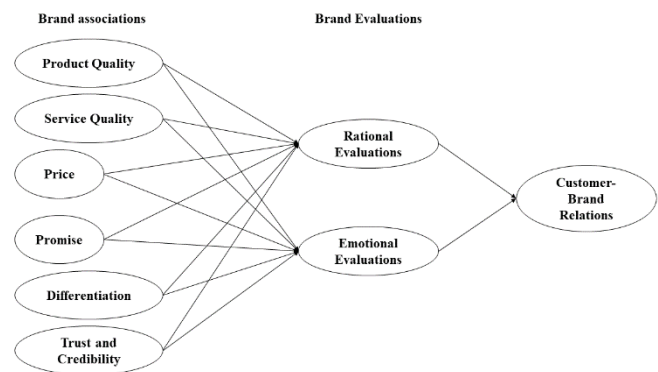 Brand associations
Brand Evaluations
Product Quality
Service Quality
Price
Promise
Differentiation
Trust and
Credibility
Rational
Evaluations
Emotional
Evaluations
Customer-
Brand
Relations